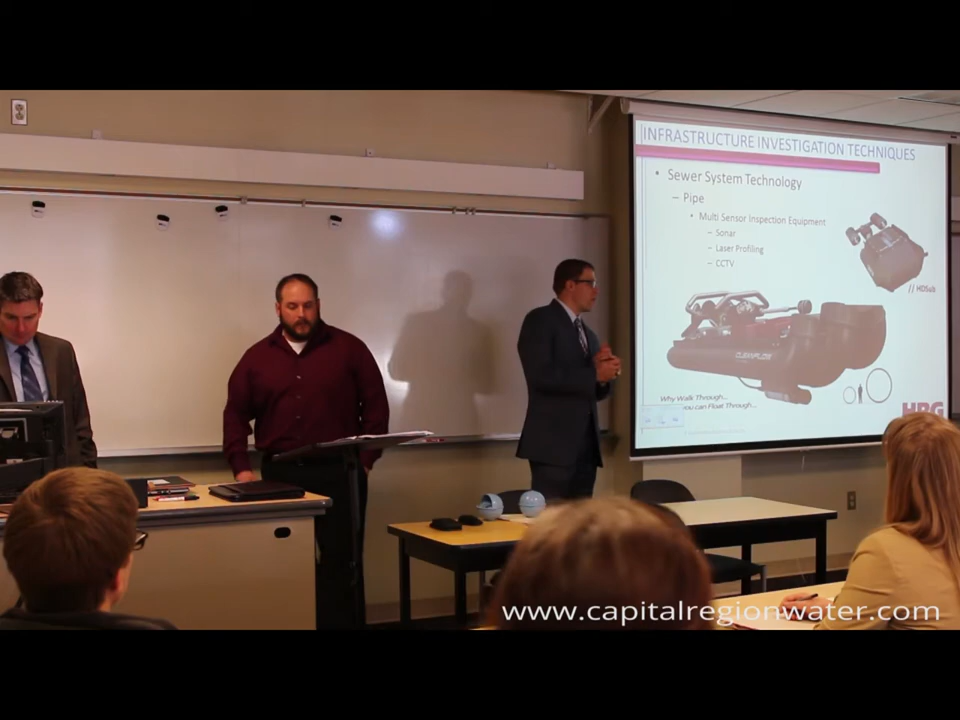 INFRASTRUCTURE INVESTIGATION TECHNIQUES
• Sewer System Technology
– Pipe
• Multi Sensor Inspection Equipment
– Sonar
– Laser Profiling
– CCTV
CLEANFLOW
Why Walk Through...
you can Float Through...
HRG
www.capitalregionwater.com